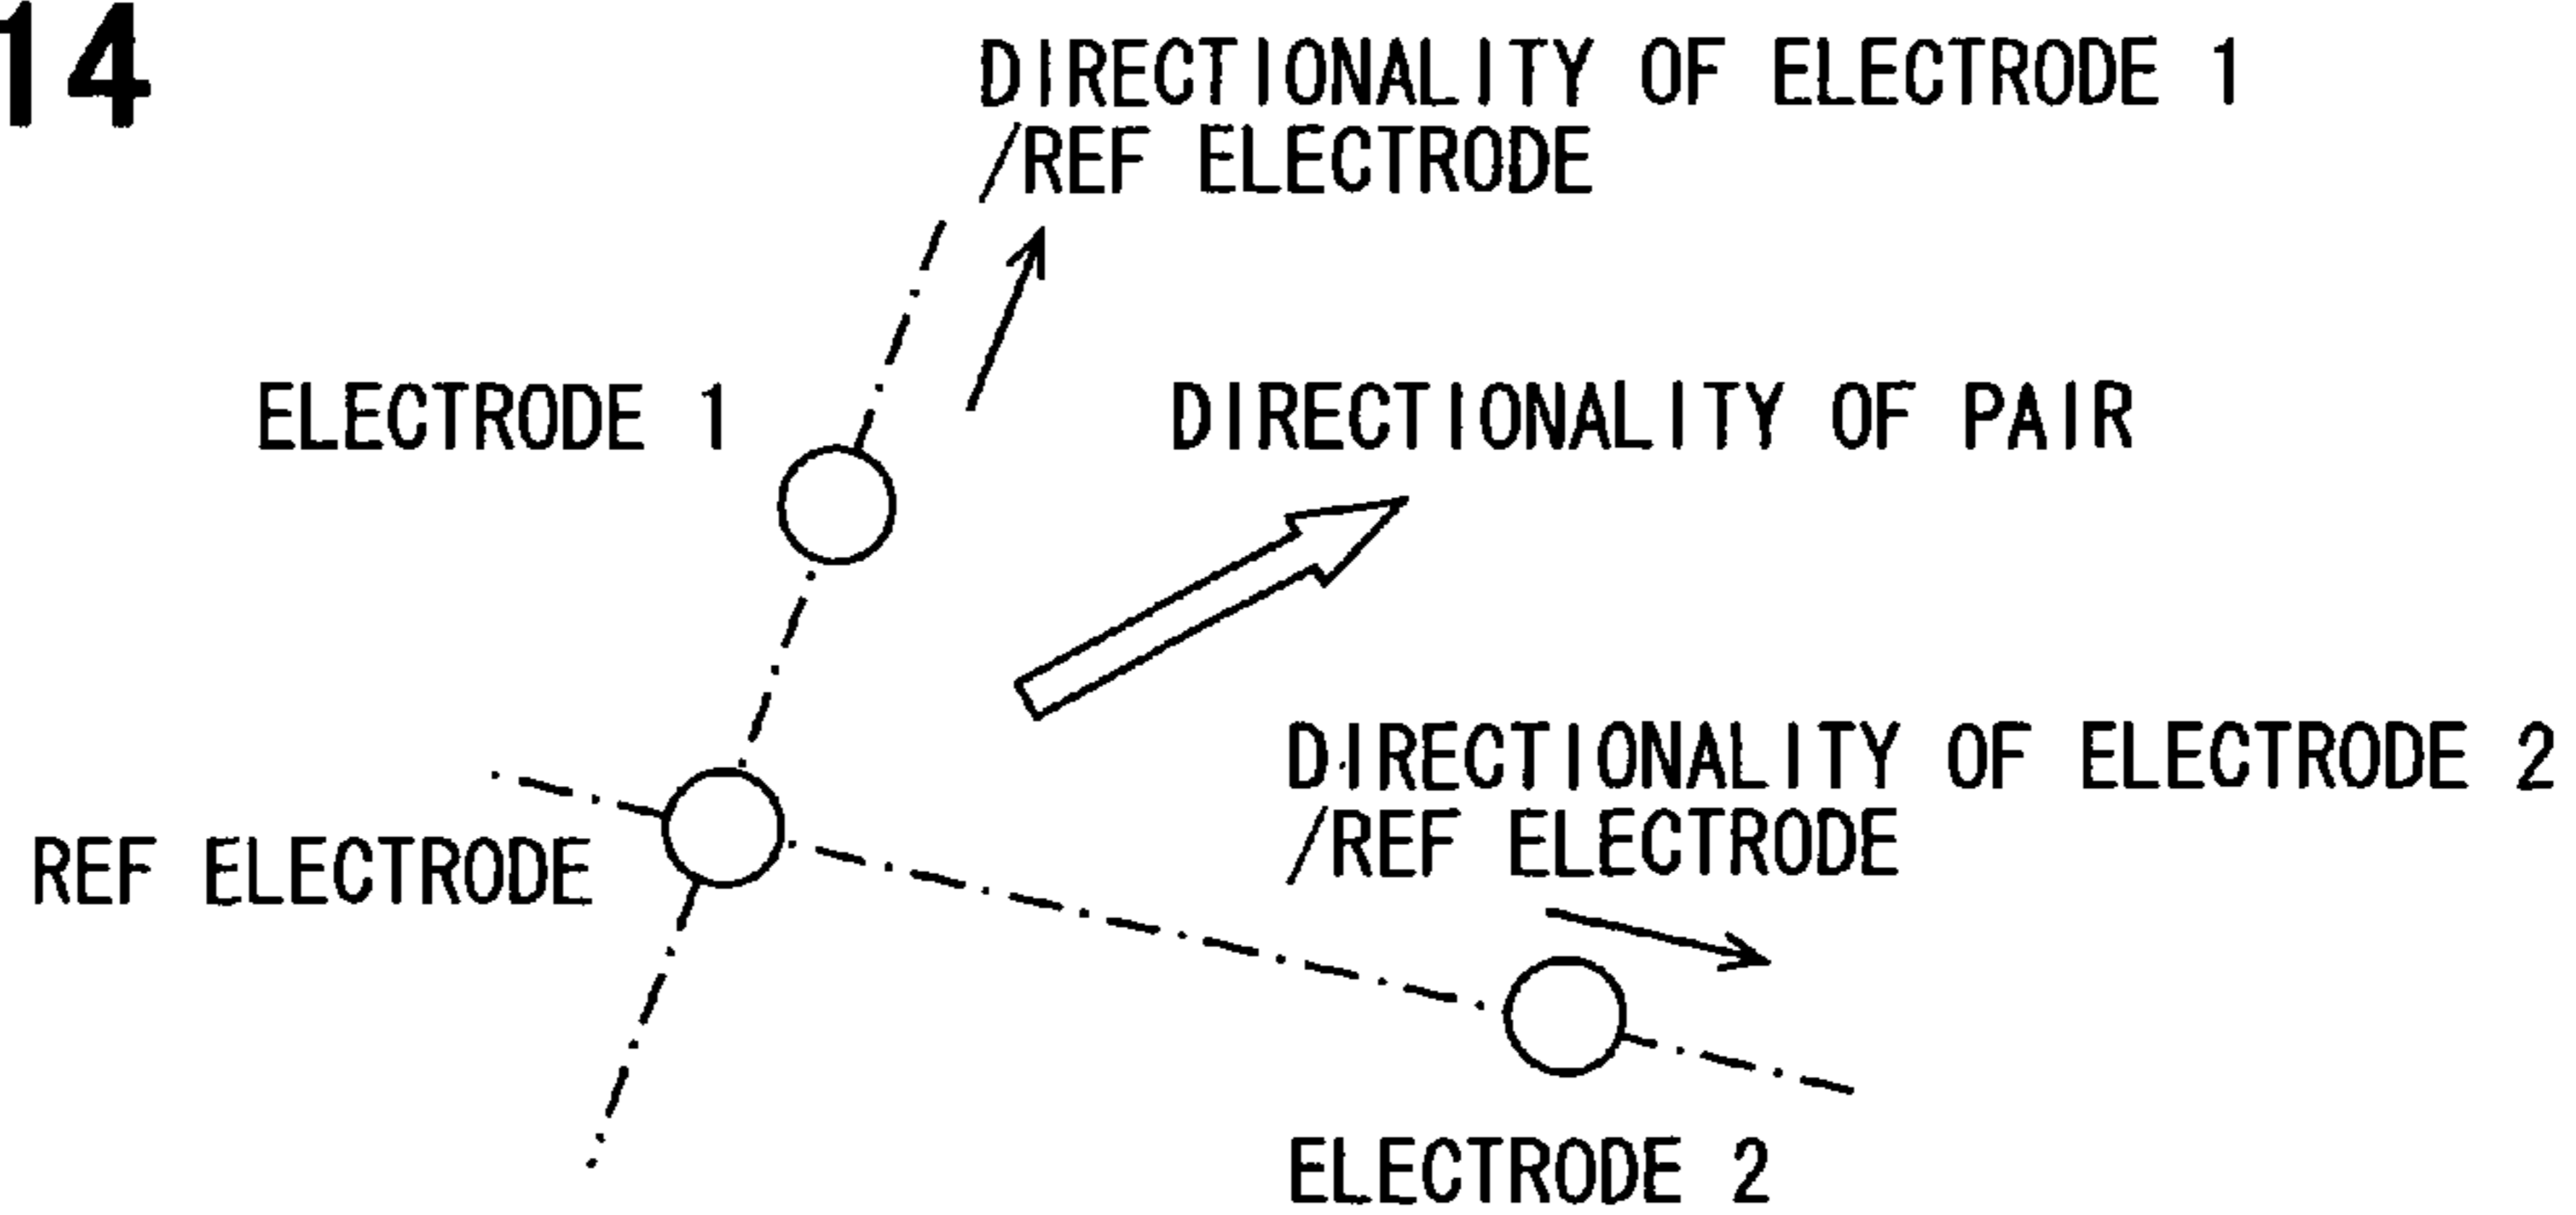 14
DIRECTIONALITY OF ELECTRODE 1
/REF ELECTRODE
ELECTRODE 1
DIRECTIONALITY OF PAIR
DIRECTIONALITY OF ELECTRODE 2
/REF ELECTRODE
REF ELECTRODE
ELECTRODE 2